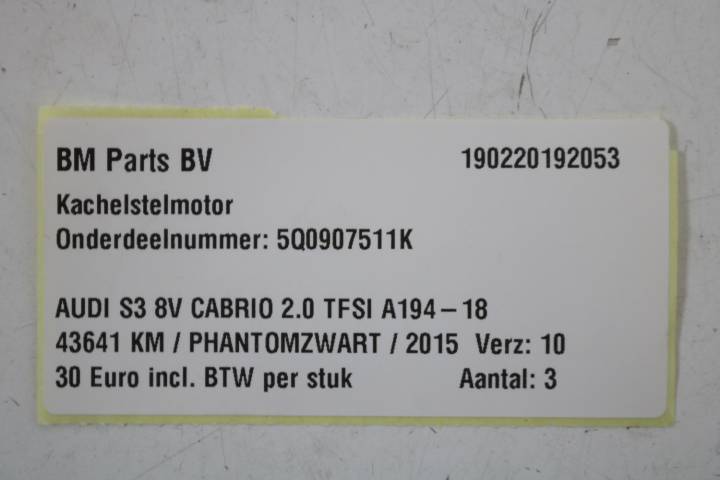 BM Parts BV 190220192053
Kachelstelmotor
Onderdeelnummer: 5Q0907511K
AUDI S3 8V CABRIO 2.0 TFSI A194-18
43641 KM / PHANTOMZWART / 2015 Verz: 10
30 Euro incl. BTW per stuk Aantal: 3